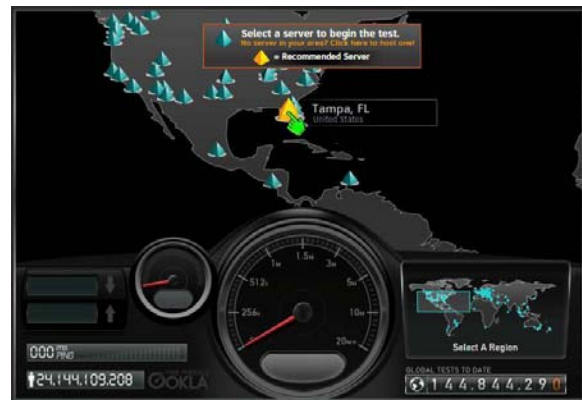 Select a server to begin the test.
No server in your area? Click here to host one!
= Recommended Server
Tampa, FL
United States
1.5M
1M
3M
512k
5M
256k
10M
20M+
000 ms
PING
Select A Region
GLOBAL TESTS TO DATE
24.144.109.208
OOKLA
144,844,290